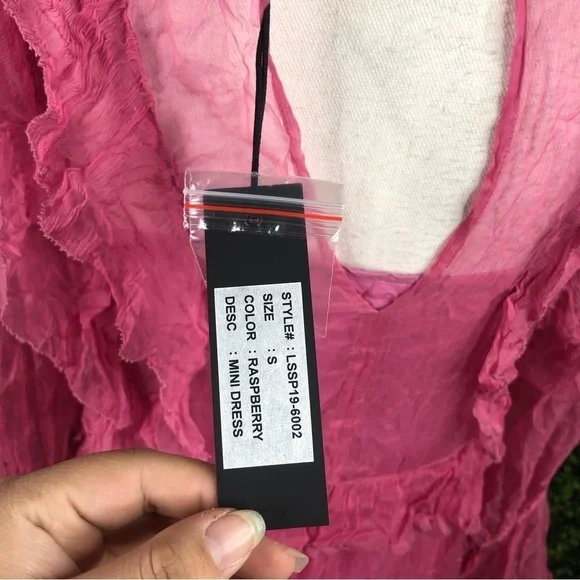 STYLE# : LSSP19-6002
SIZE : S
COLOR : RASPBERRY
DESC : MINI DRESS